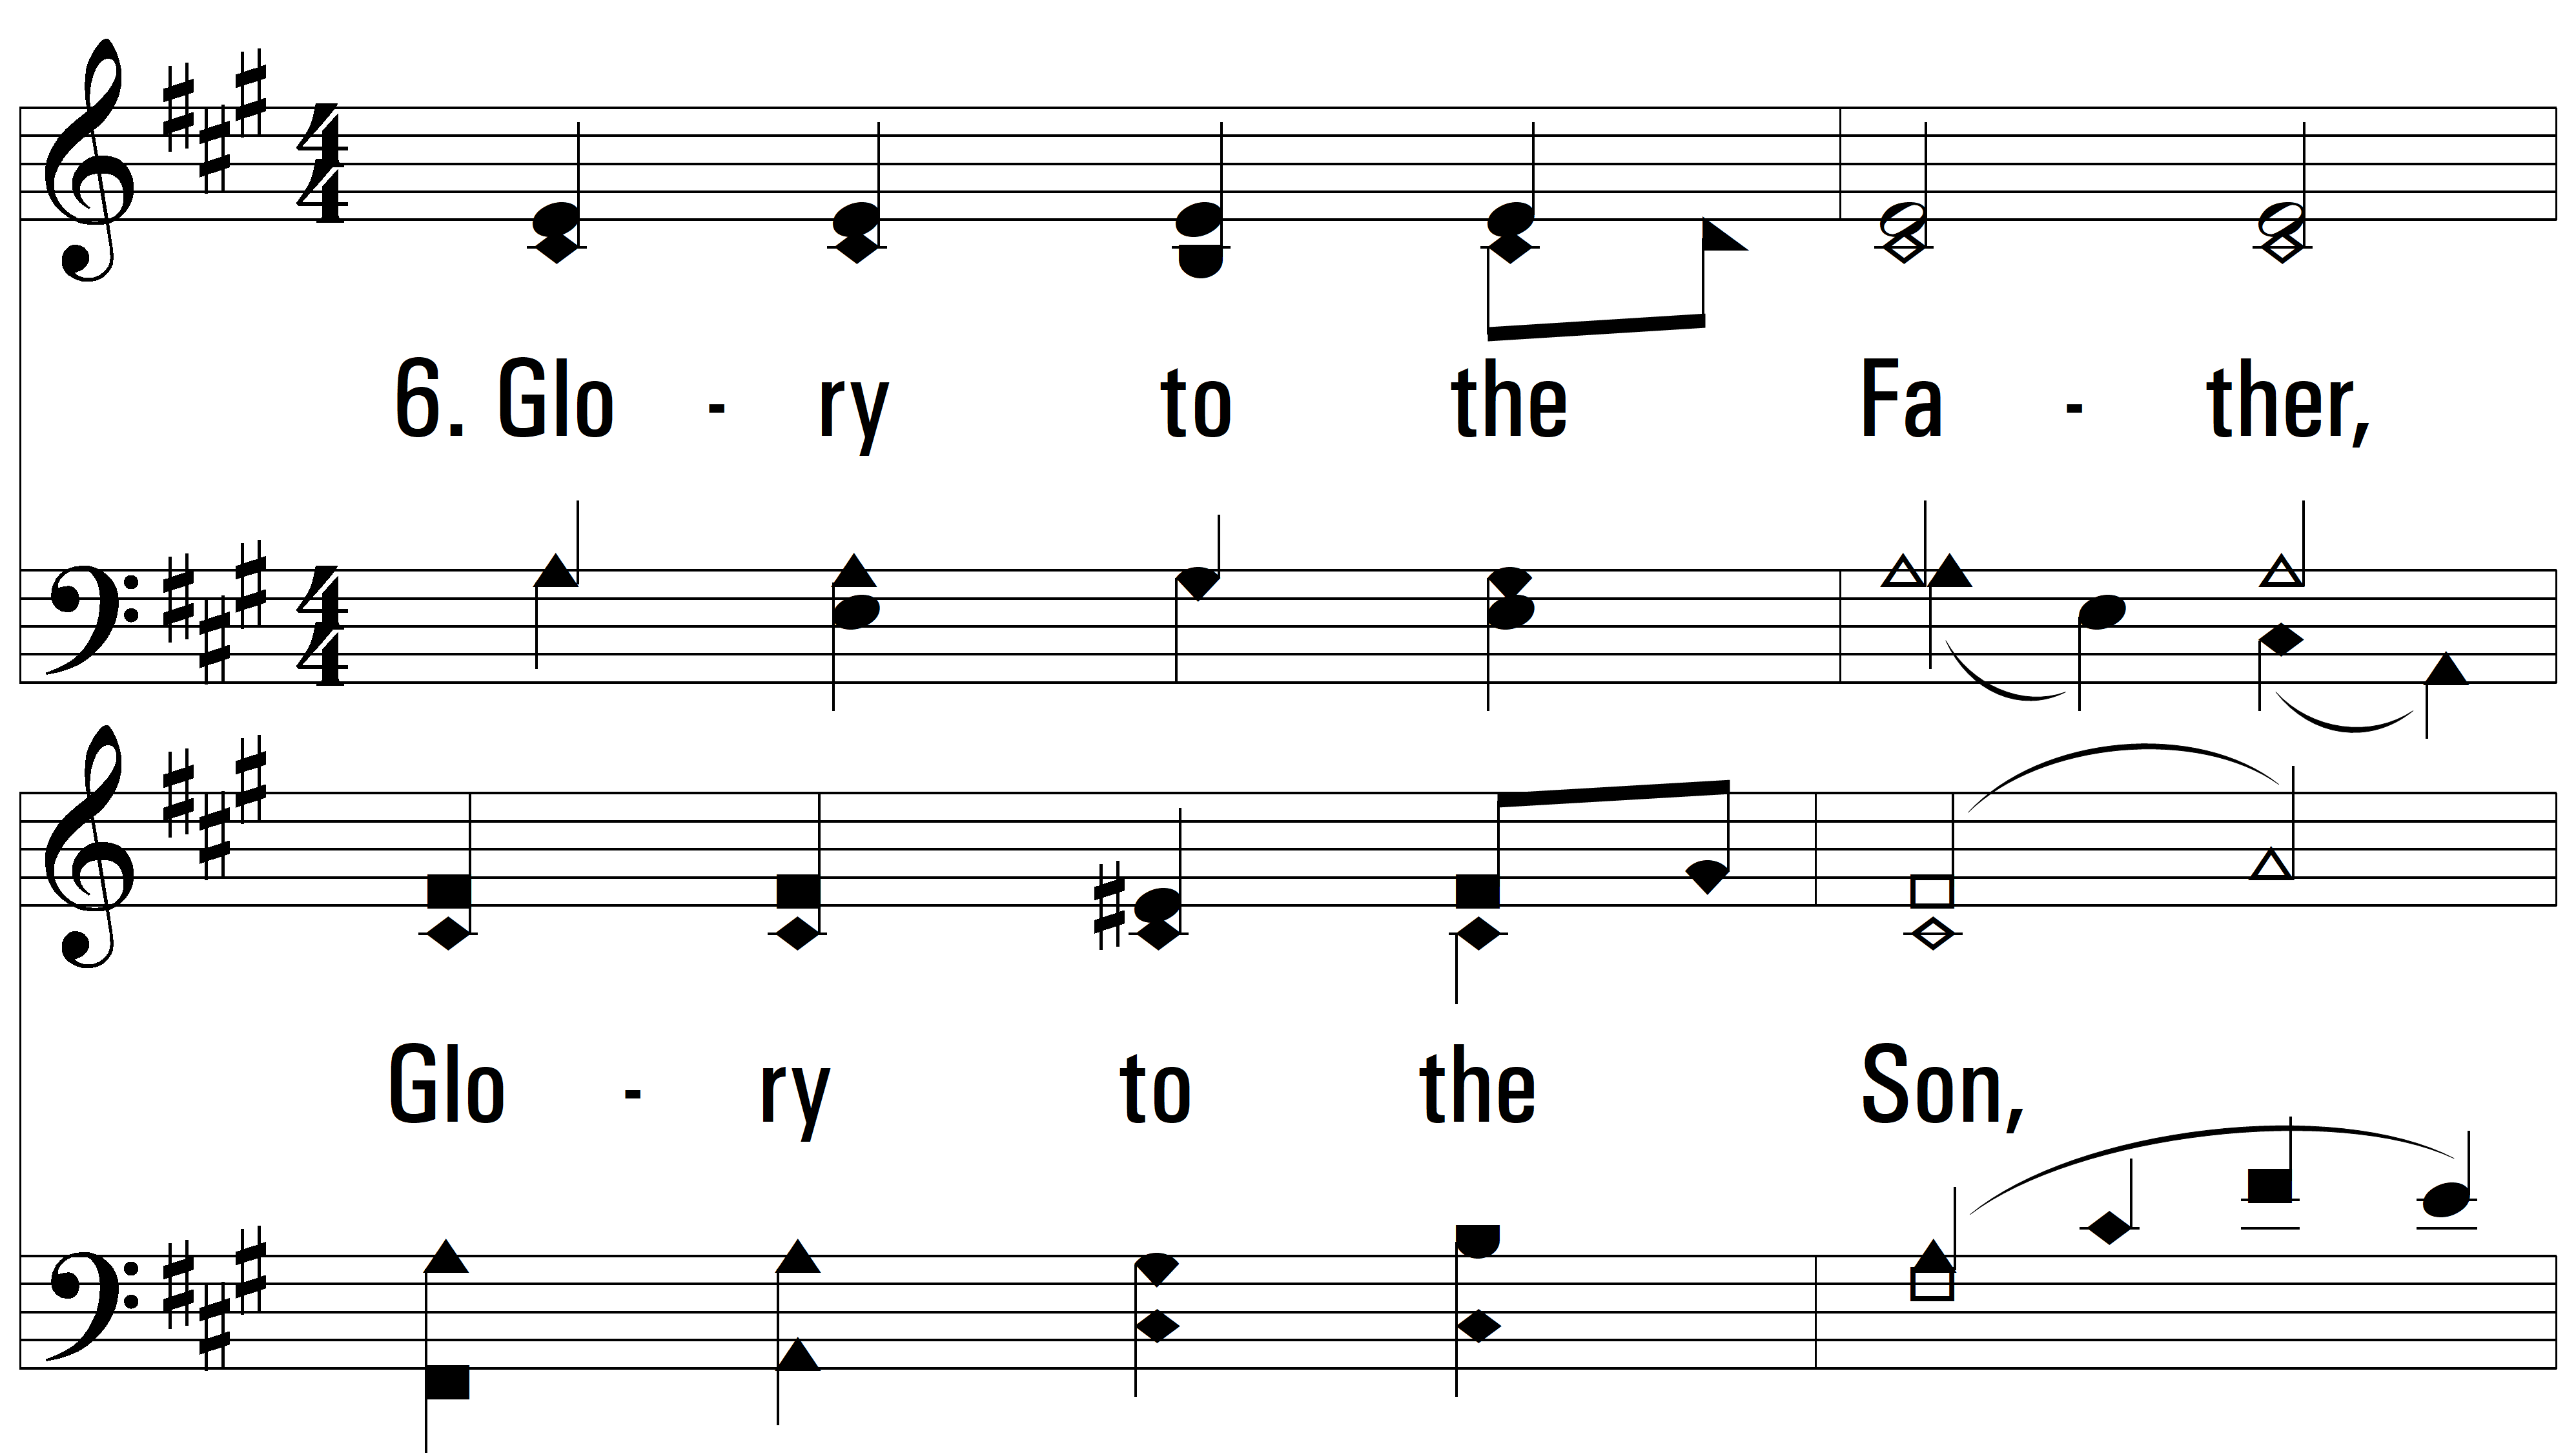 6. Glo - ry to the Fa - ther,
Glo - ry to the Son,